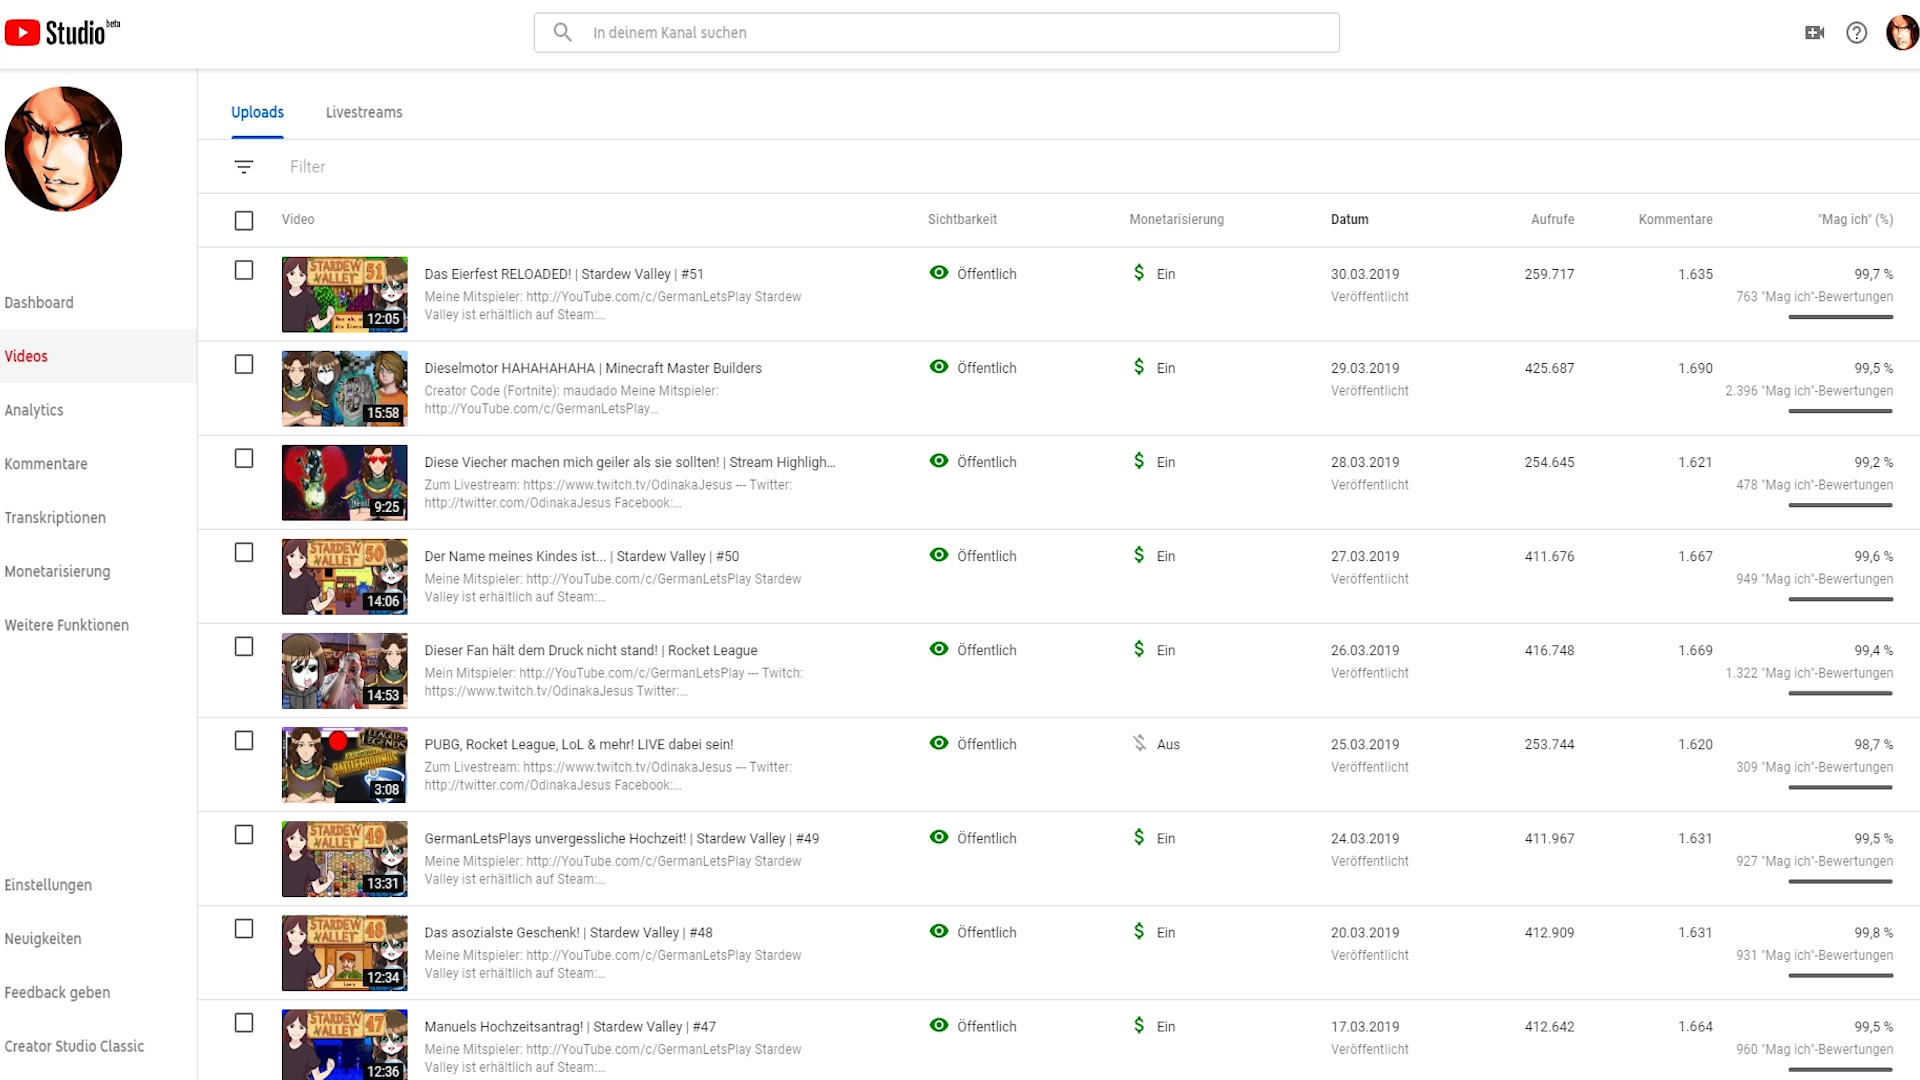 Studio beta
In deinem Kanal suchen
Uploads
Livestreams
Filter
Video
Sichtbarkeit
Monetarisierung
Datum
Aufrufe
Kommentare
"Mag ich" (%)
Dashboard
Videos
Analytics
Kommentare
Transkriptionen
Monetarisierung
Weitere Funktionen
Einstellungen
Neuigkeiten
Feedback geben
Creator Studio Classic
STARDEW VALLEY 51
12:05
Das Eierfest RELOADED! | Stardew Valley | #51
Meine Mitspieler: http://YouTube.com/c/GermanLetsPlay Stardew
Valley ist erhältlich auf Steam:...
Öffentlich
$ Ein
30.03.2019
Veröffentlicht
259.717
1.635
99,7 %
763 "Mag ich"-Bewertungen
15:58
Dieselmotor HAHAHAHAHA | Minecraft Master Builders
Creator Code (Fortnite): maudado Meine Mitspieler:
http://YouTube.com/c/GermanLetsPlay...
Öffentlich
$ Ein
29.03.2019
Veröffentlicht
425.687
1.690
99,5 %
2.396 "Mag ich"-Bewertungen
9:25
Diese Viecher machen mich geiler als sie sollten! | Stream Highligh...
Zum Livestream: https://www.twitch.tv/OdinakaJesus --- Twitter:
http://twitter.com/OdinakaJesus Facebook:...
Öffentlich
$ Ein
28.03.2019
Veröffentlicht
254.645
1.621
99,2 %
478 "Mag ich"-Bewertungen
STARDEW VALLEY 50
14:06
Der Name meines Kindes ist... | Stardew Valley | #50
Meine Mitspieler: http://YouTube.com/c/GermanLetsPlay Stardew
Valley ist erhältlich auf Steam:...
Öffentlich
$ Ein
27.03.2019
Veröffentlicht
411.676
1.667
99,6 %
949 "Mag ich"-Bewertungen
14:53
Dieser Fan hält dem Druck nicht stand! | Rocket League
Mein Mitspieler: http://YouTube.com/c/GermanLetsPlay --- Twitch:
https://www.twitch.tv/OdinakaJesus Twitter:...
Öffentlich
$ Ein
26.03.2019
Veröffentlicht
416.748
1.669
99,4 %
1.322 "Mag ich"-Bewertungen
LEAGUE LEGENDS
BATTLEGROUNDS
3:08
PUBG, Rocket League, LoL & mehr! LIVE dabei sein!
Zum Livestream: https://www.twitch.tv/OdinakaJesus --- Twitter:
http://twitter.com/OdinakaJesus Facebook:...
Öffentlich
Aus
25.03.2019
Veröffentlicht
253.744
1.620
98,7 %
309 "Mag ich"-Bewertungen
STARDEW VALLEY 49
13:31
GermanLetsPlays unvergessliche Hochzeit! | Stardew Valley | #49
Meine Mitspieler: http://YouTube.com/c/GermanLetsPlay Stardew
Valley ist erhältlich auf Steam:...
Öffentlich
$ Ein
24.03.2019
Veröffentlicht
411.967
1.631
99,5 %
927 "Mag ich"-Bewertungen
STARDEW VALLEY 48
12:34
Das asozialste Geschenk! | Stardew Valley | #48
Meine Mitspieler: http://YouTube.com/c/GermanLetsPlay Stardew
Valley ist erhältlich auf Steam:...
Öffentlich
$ Ein
20.03.2019
Veröffentlicht
412.909
1.631
99,8 %
931 "Mag ich"-Bewertungen
STARDEW VALLEY 47
12:36
Manuels Hochzeitsantrag! | Stardew Valley | #47
Meine Mitspieler: http://YouTube.com/c/GermanLetsPlay Stardew
Valley ist erhältlich auf Steam:...
Öffentlich
$ Ein
17.03.2019
Veröffentlicht
412.642
1.664
99,5 %
960 "Mag ich"-Bewertungen